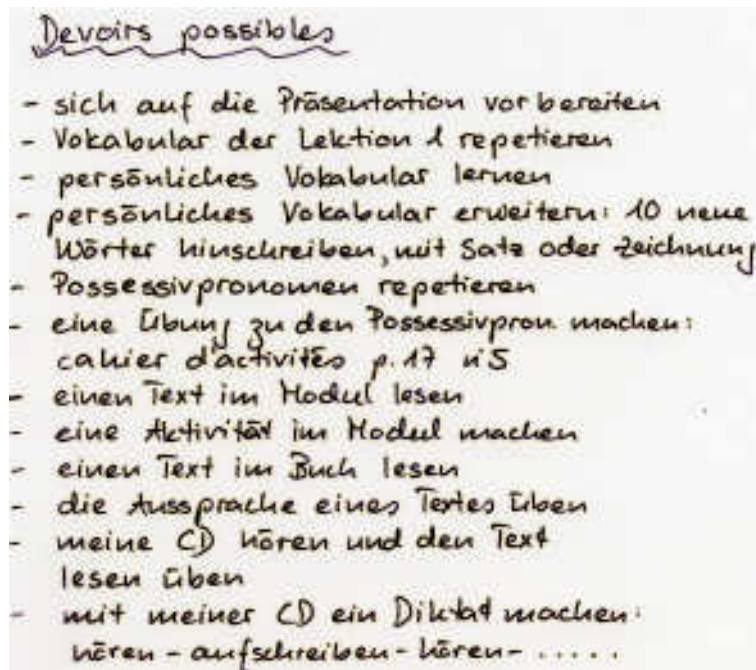 Devoirs possibles
- sich auf die Präsentation vorbereiten
- Vokabular der Lektion 1 repetieren
- persönliches Vokabular lernen
- persönliches Vokabular erweitern: 10 neue
Wörter hinschreiben, mit Satz oder Zeichnung
- Possessivpronomen repetieren
- eine Übung zu den Possessivpron. machen:
cahier d'activités p. 17 n°5
- einen Text im Modul lesen
- eine Aktivität im Modul machen
- einen Text im Buch lesen
- die Aussprache eines Textes üben
- meine CD hören und den Text
lesen üben
- mit meiner CD ein Diktat machen:
hören - aufschreiben - hören - .....